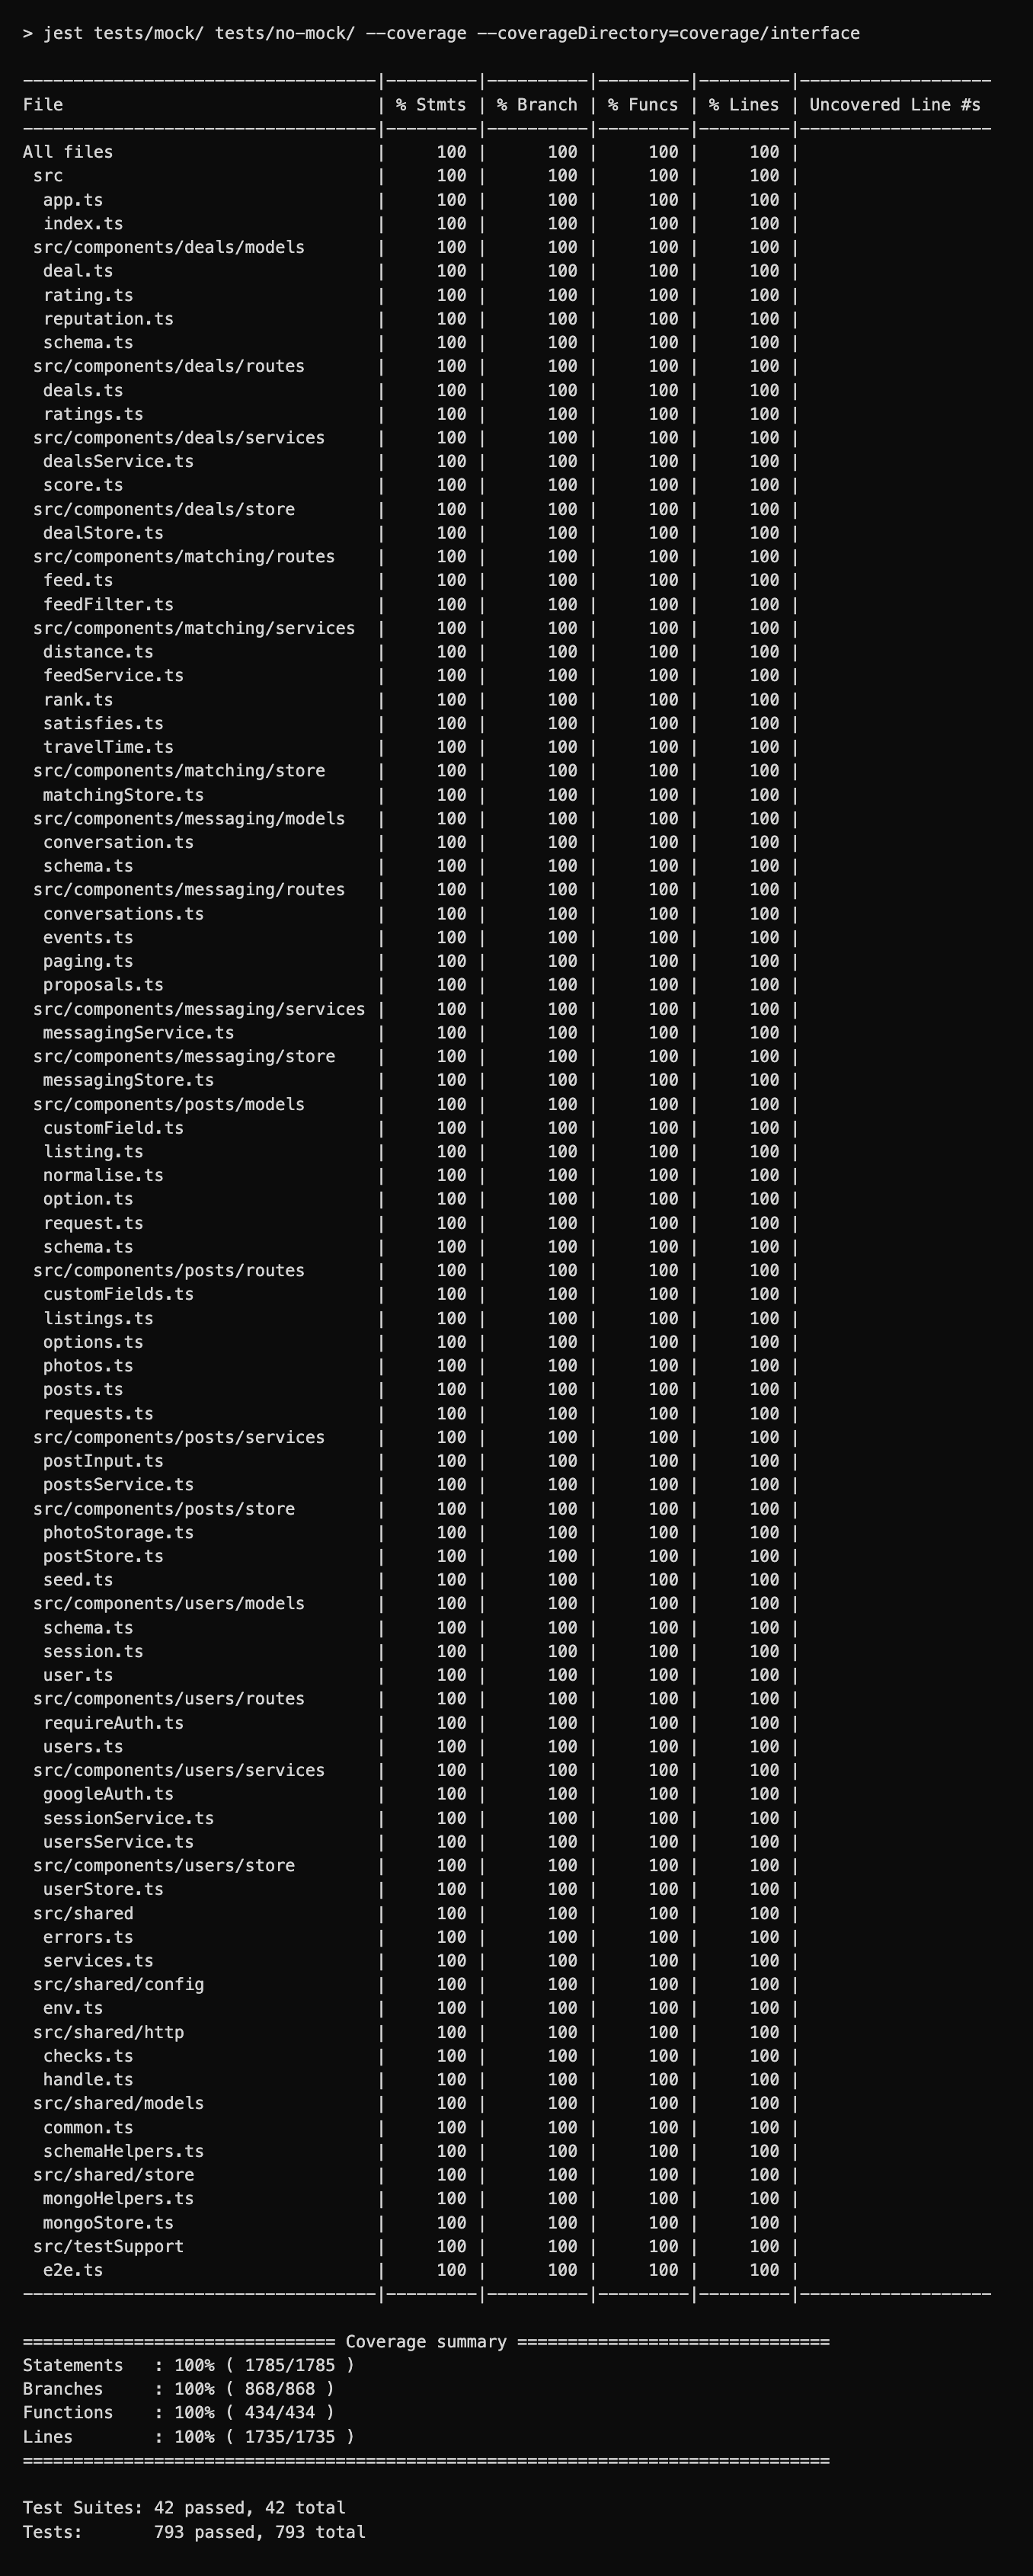 > jest tests/mock/ tests/no-mock/ --coverage --coverageDirectory=coverage/interface
-----------------------------------|---------|----------|---------|---------|-------------------
File                               | % Stmts | % Branch | % Funcs | % Lines | Uncovered Line #s
-----------------------------------|---------|----------|---------|---------|-------------------
All files                          |     100 |      100 |     100 |     100 |
 src                               |     100 |      100 |     100 |     100 |
  app.ts                           |     100 |      100 |     100 |     100 |
  index.ts                         |     100 |      100 |     100 |     100 |
 src/components/deals/models       |     100 |      100 |     100 |     100 |
  deal.ts                          |     100 |      100 |     100 |     100 |
  rating.ts                        |     100 |      100 |     100 |     100 |
  reputation.ts                    |     100 |      100 |     100 |     100 |
  schema.ts                        |     100 |      100 |     100 |     100 |
 src/components/deals/routes       |     100 |      100 |     100 |     100 |
  deals.ts                         |     100 |      100 |     100 |     100 |
  ratings.ts                       |     100 |      100 |     100 |     100 |
 src/components/deals/services     |     100 |      100 |     100 |     100 |
  dealsService.ts                  |     100 |      100 |     100 |     100 |
  score.ts                         |     100 |      100 |     100 |     100 |
 src/components/deals/store        |     100 |      100 |     100 |     100 |
  dealStore.ts                     |     100 |      100 |     100 |     100 |
 src/components/matching/routes    |     100 |      100 |     100 |     100 |
  feed.ts                          |     100 |      100 |     100 |     100 |
  feedFilter.ts                    |     100 |      100 |     100 |     100 |
 src/components/matching/services  |     100 |      100 |     100 |     100 |
  distance.ts                      |     100 |      100 |     100 |     100 |
  feedService.ts                   |     100 |      100 |     100 |     100 |
  rank.ts                          |     100 |      100 |     100 |     100 |
  satisfies.ts                     |     100 |      100 |     100 |     100 |
  travelTime.ts                    |     100 |      100 |     100 |     100 |
 src/components/matching/store     |     100 |      100 |     100 |     100 |
  matchingStore.ts                 |     100 |      100 |     100 |     100 |
 src/components/messaging/models   |     100 |      100 |     100 |     100 |
  conversation.ts                  |     100 |      100 |     100 |     100 |
  schema.ts                        |     100 |      100 |     100 |     100 |
 src/components/messaging/routes   |     100 |      100 |     100 |     100 |
  conversations.ts                 |     100 |      100 |     100 |     100 |
  events.ts                        |     100 |      100 |     100 |     100 |
  paging.ts                        |     100 |      100 |     100 |     100 |
  proposals.ts                     |     100 |      100 |     100 |     100 |
 src/components/messaging/services |     100 |      100 |     100 |     100 |
  messagingService.ts              |     100 |      100 |     100 |     100 |
 src/components/messaging/store    |     100 |      100 |     100 |     100 |
  messagingStore.ts                |     100 |      100 |     100 |     100 |
 src/components/posts/models       |     100 |      100 |     100 |     100 |
  customField.ts                   |     100 |      100 |     100 |     100 |
  listing.ts                       |     100 |      100 |     100 |     100 |
  normalise.ts                     |     100 |      100 |     100 |     100 |
  option.ts                        |     100 |      100 |     100 |     100 |
  request.ts                       |     100 |      100 |     100 |     100 |
  schema.ts                        |     100 |      100 |     100 |     100 |
 src/components/posts/routes       |     100 |      100 |     100 |     100 |
  customFields.ts                  |     100 |      100 |     100 |     100 |
  listings.ts                      |     100 |      100 |     100 |     100 |
  options.ts                       |     100 |      100 |     100 |     100 |
  photos.ts                        |     100 |      100 |     100 |     100 |
  posts.ts                         |     100 |      100 |     100 |     100 |
  requests.ts                      |     100 |      100 |     100 |     100 |
 src/components/posts/services     |     100 |      100 |     100 |     100 |
  postInput.ts                     |     100 |      100 |     100 |     100 |
  postsService.ts                  |     100 |      100 |     100 |     100 |
 src/components/posts/store        |     100 |      100 |     100 |     100 |
  photoStorage.ts                  |     100 |      100 |     100 |     100 |
  postStore.ts                     |     100 |      100 |     100 |     100 |
  seed.ts                          |     100 |      100 |     100 |     100 |
 src/components/users/models       |     100 |      100 |     100 |     100 |
  schema.ts                        |     100 |      100 |     100 |     100 |
  session.ts                       |     100 |      100 |     100 |     100 |
  user.ts                          |     100 |      100 |     100 |     100 |
 src/components/users/routes       |     100 |      100 |     100 |     100 |
  requireAuth.ts                   |     100 |      100 |     100 |     100 |
  users.ts                         |     100 |      100 |     100 |     100 |
 src/components/users/services     |     100 |      100 |     100 |     100 |
  googleAuth.ts                    |     100 |      100 |     100 |     100 |
  sessionService.ts                |     100 |      100 |     100 |     100 |
  usersService.ts                  |     100 |      100 |     100 |     100 |
 src/components/users/store        |     100 |      100 |     100 |     100 |
  userStore.ts                     |     100 |      100 |     100 |     100 |
 src/shared                        |     100 |      100 |     100 |     100 |
  errors.ts                        |     100 |      100 |     100 |     100 |
  services.ts                      |     100 |      100 |     100 |     100 |
 src/shared/config                 |     100 |      100 |     100 |     100 |
  env.ts                           |     100 |      100 |     100 |     100 |
 src/shared/http                   |     100 |      100 |     100 |     100 |
  checks.ts                        |     100 |      100 |     100 |     100 |
  handle.ts                        |     100 |      100 |     100 |     100 |
 src/shared/models                 |     100 |      100 |     100 |     100 |
  common.ts                        |     100 |      100 |     100 |     100 |
  schemaHelpers.ts                 |     100 |      100 |     100 |     100 |
 src/shared/store                  |     100 |      100 |     100 |     100 |
  mongoHelpers.ts                  |     100 |      100 |     100 |     100 |
  mongoStore.ts                    |     100 |      100 |     100 |     100 |
 src/testSupport                   |     100 |      100 |     100 |     100 |
  e2e.ts                           |     100 |      100 |     100 |     100 |
-----------------------------------|---------|----------|---------|---------|-------------------
=============================== Coverage summary ===============================
Statements   : 100% ( 1785/1785 )
Branches     : 100% ( 868/868 )
Functions    : 100% ( 434/434 )
Lines        : 100% ( 1735/1735 )
================================================================================
Test Suites: 42 passed, 42 total
Tests:       793 passed, 793 total